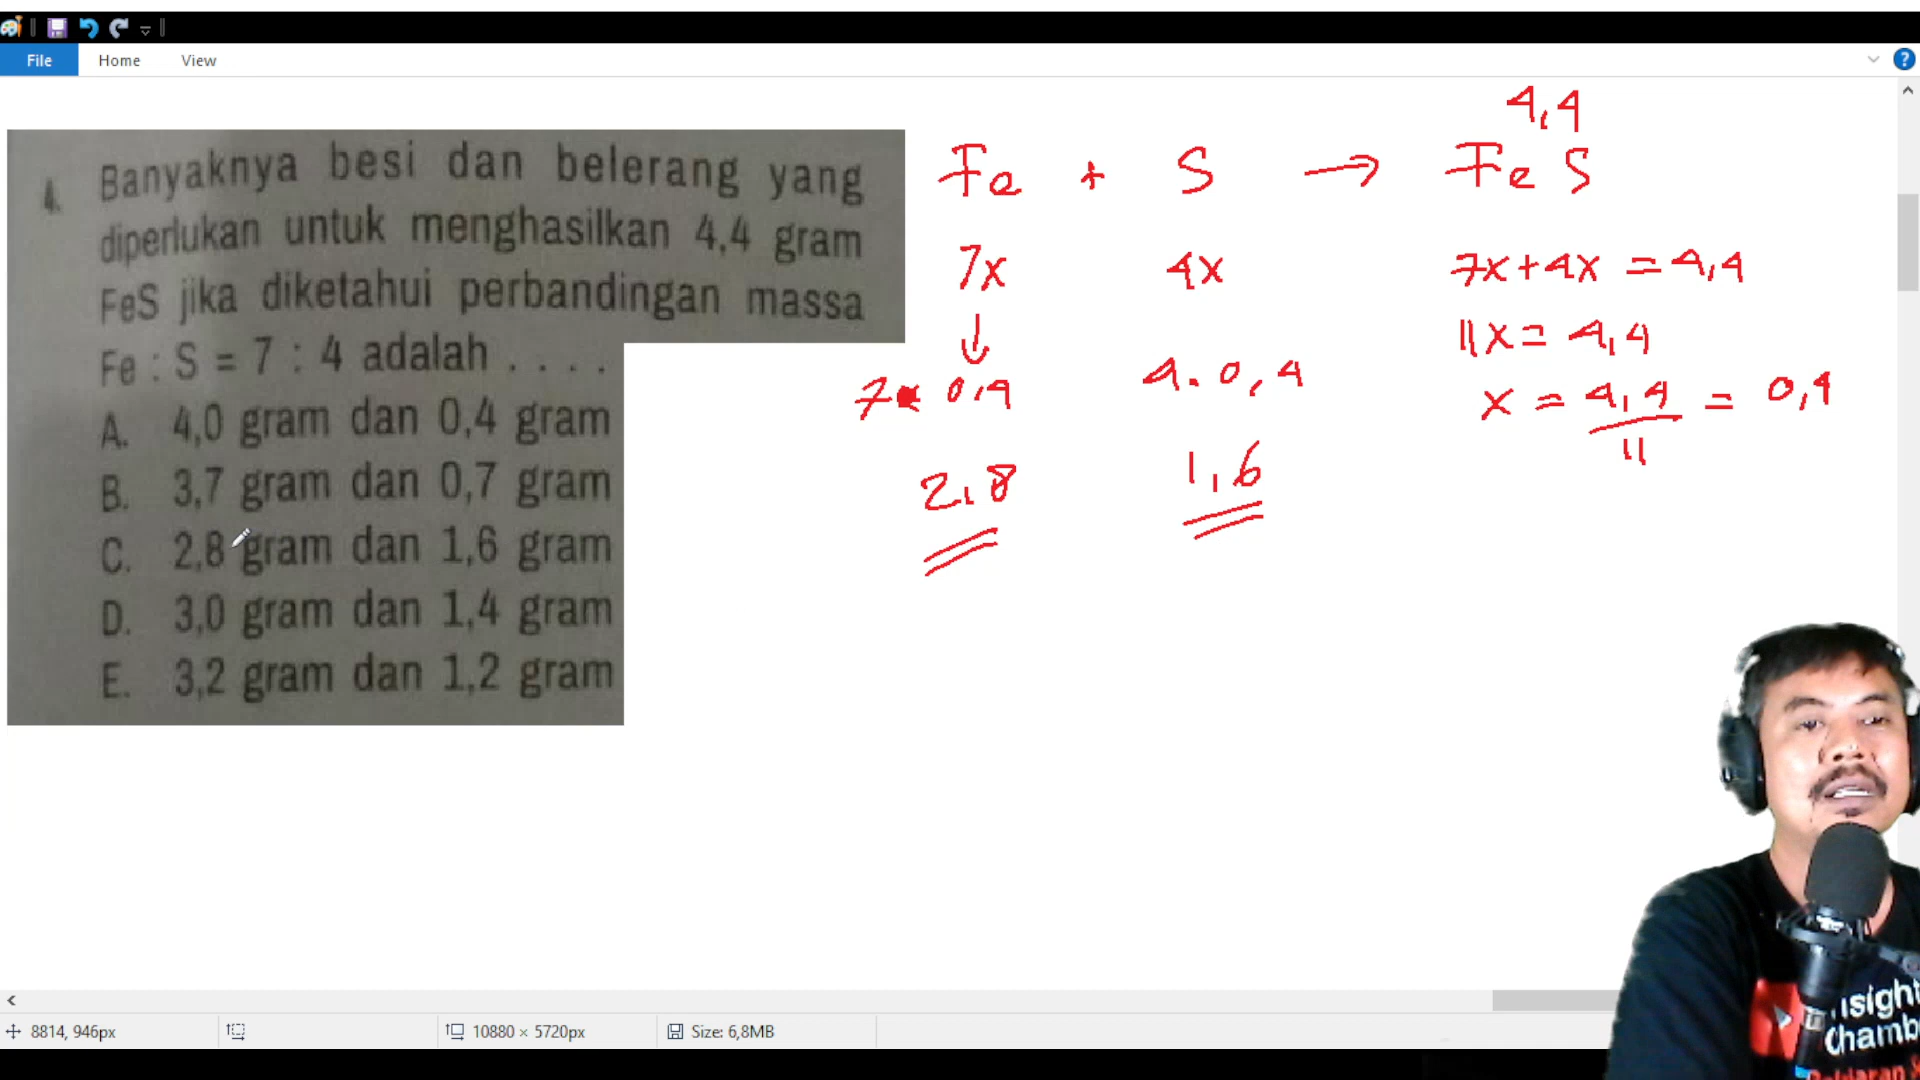 File Home View
4. Banyaknya besi dan belerang yang
diperlukan untuk menghasilkan 4,4 gram
FeS jika diketahui perbandingan massa
Fe : S = 7 : 4 adalah . . . .
A. 4,0 gram dan 0,4 gram
B. 3,7 gram dan 0,7 gram
C. 2,8 gram dan 1,6 gram
D. 3,0 gram dan 1,4 gram
E. 3,2 gram dan 1,2 gram
4,4
Fe + S → FeS
7x 4x 7x+4x = 4,4
↓ 11x = 4,4
7 . 0,4 4 . 0,4 x = 4,4 / 11 = 0,4
2,8 1,6
nsight
Chamb
8814, 946px 10880 × 5720px Size: 6,8MB